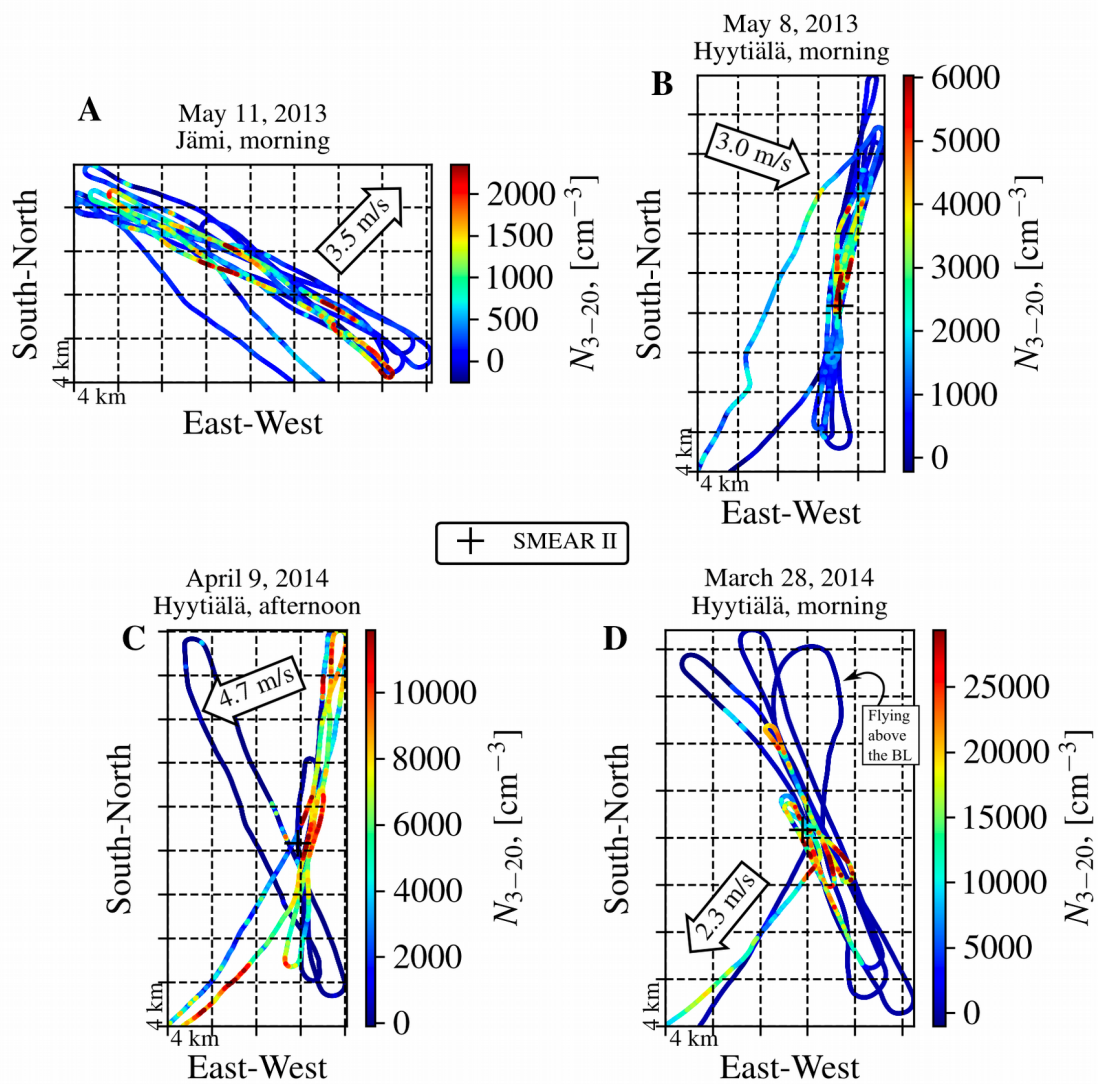 A
May 11, 2013
Jämi, morning
South-North
3.5 m/s
4 km
4 km
East-West
2000
1500
1000
500
0
N3−20, [cm−3]
B
May 8, 2013
Hyytiälä, morning
South-North
3.0 m/s
4 km
4 km
East-West
6000
5000
4000
3000
2000
1000
0
N3−20, [cm−3]
SMEAR II
C
April 9, 2014
Hyytiälä, afternoon
South-North
4.7 m/s
4 km
4 km
East-West
10000
8000
6000
4000
2000
0
N3−20, [cm−3]
D
March 28, 2014
Hyytiälä, morning
South-North
Flying
above
the BL
2.3 m/s
4 km
4 km
East-West
25000
20000
15000
10000
5000
0
N3−20, [cm−3]